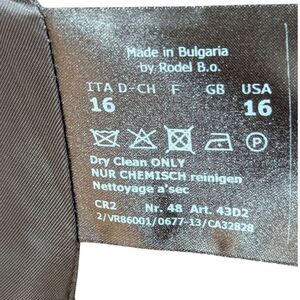 Made in Bulgaria
by Rodel B.o.
ITA D-CH F GB USA
16 16
P
Dry Clean ONLY
NUR CHEMISCH reinigen
Nettoyage a'sec
CR2 Nr. 48 Art. 43D2
2/VR86001/0677-13/CA32828